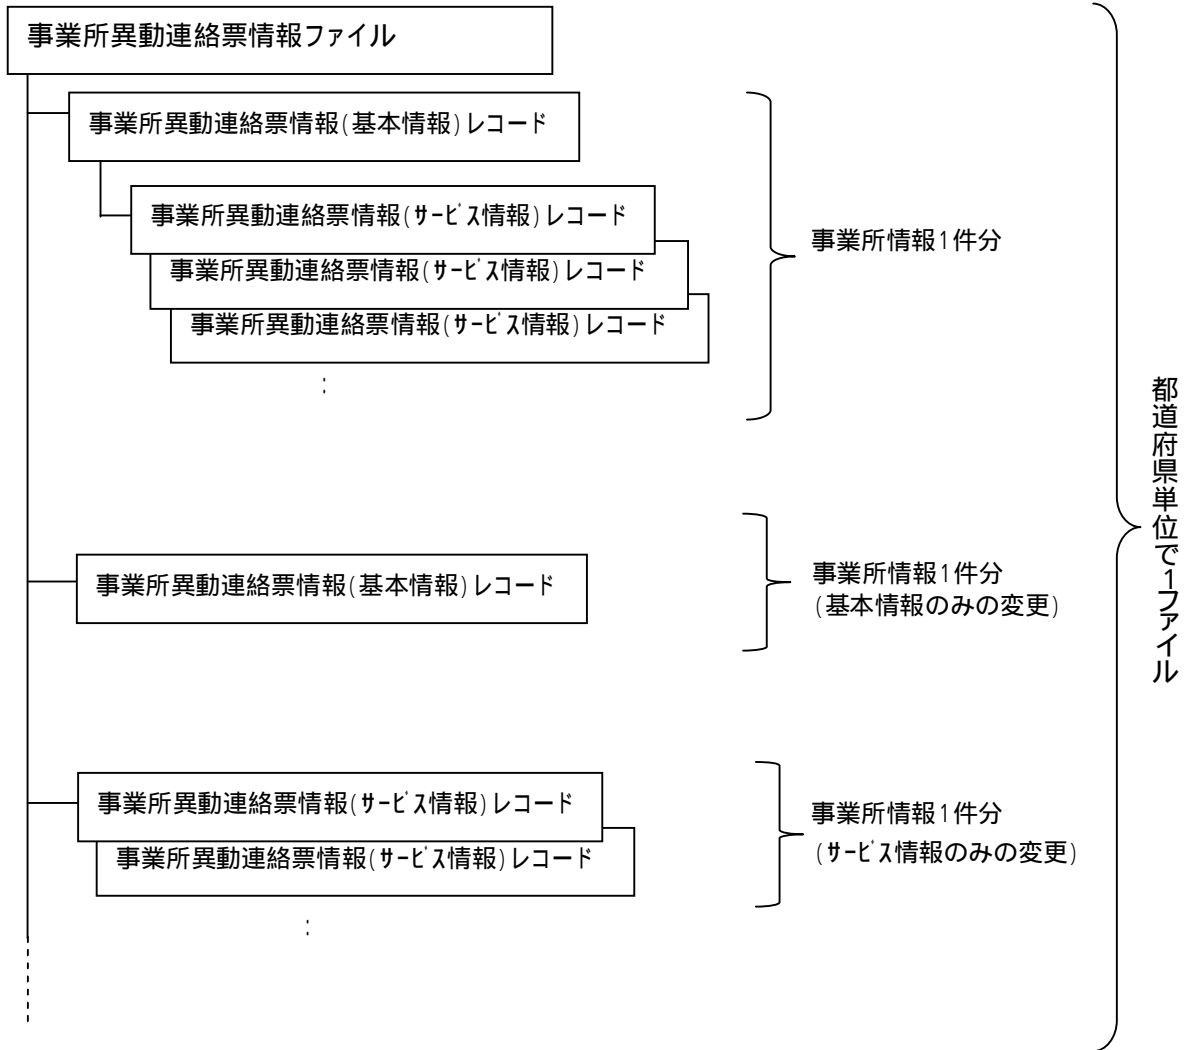 事業所異動連絡票情報ファイル
事業所異動連絡票情報(基本情報)レコード
事業所異動連絡票情報(ｻｰﾋﾞｽ情報)レコード
事業所異動連絡票情報(ｻｰﾋﾞｽ情報)レコード
事業所異動連絡票情報(ｻｰﾋﾞｽ情報)レコード
:
事業所情報1件分
事業所異動連絡票情報(基本情報)レコード
事業所情報1件分
(基本情報のみの変更)
事業所異動連絡票情報(ｻｰﾋﾞｽ情報)レコード
事業所異動連絡票情報(ｻｰﾋﾞｽ情報)レコード
:
事業所情報1件分
(ｻｰﾋﾞｽ情報のみの変更)
都道府県単位で1ファイル